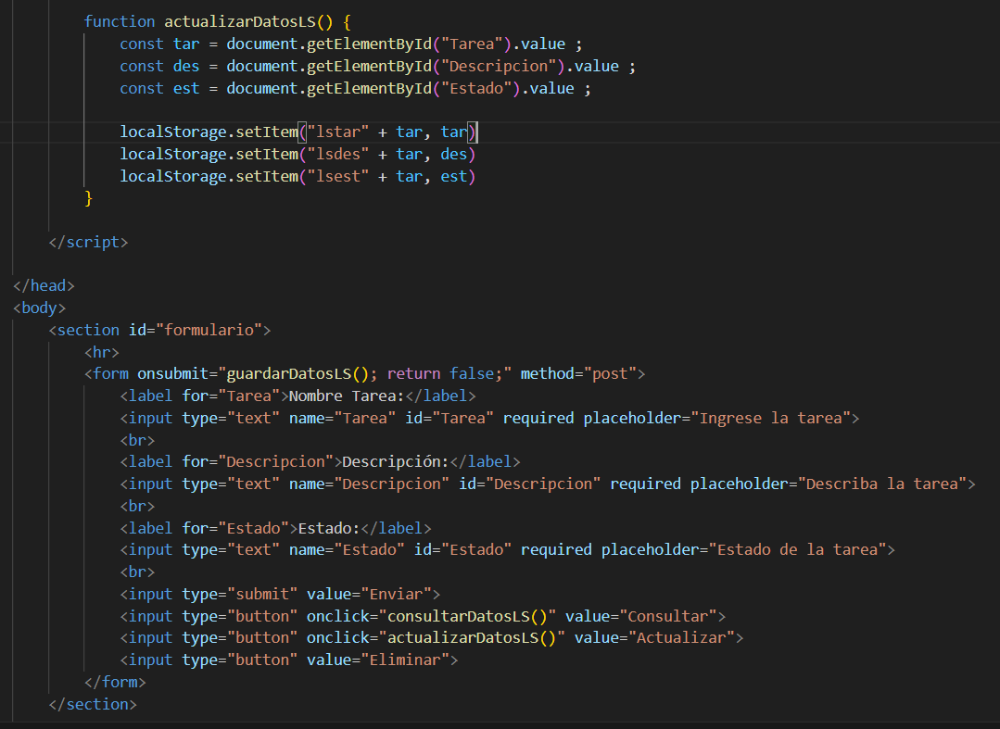 function actualizarDatosLS() {
const tar = document.getElementById("Tarea").value ;
const des = document.getElementById("Descripcion").value ;
const est = document.getElementById("Estado").value ;
localStorage.setItem("lstar" + tar, tar)
localStorage.setItem("lsdes" + tar, des)
localStorage.setItem("lsest" + tar, est)
}
</script>
</head>
<body>
<section id="formulario">
<hr>
<form onsubmit="guardarDatosLS(); return false;" method="post">
<label for="Tarea">Nombre Tarea:</label>
<input type="text" name="Tarea" id="Tarea" required placeholder="Ingrese la tarea">
<br>
<label for="Descripcion">Descripción:</label>
<input type="text" name="Descripcion" id="Descripcion" required placeholder="Describa la tarea">
<br>
<label for="Estado">Estado:</label>
<input type="text" name="Estado" id="Estado" required placeholder="Estado de la tarea">
<br>
<input type="submit" value="Enviar">
<input type="button" onclick="consultarDatosLS()" value="Consultar">
<input type="button" onclick="actualizarDatosLS()" value="Actualizar">
<input type="button" value="Eliminar">
</form>
</section>